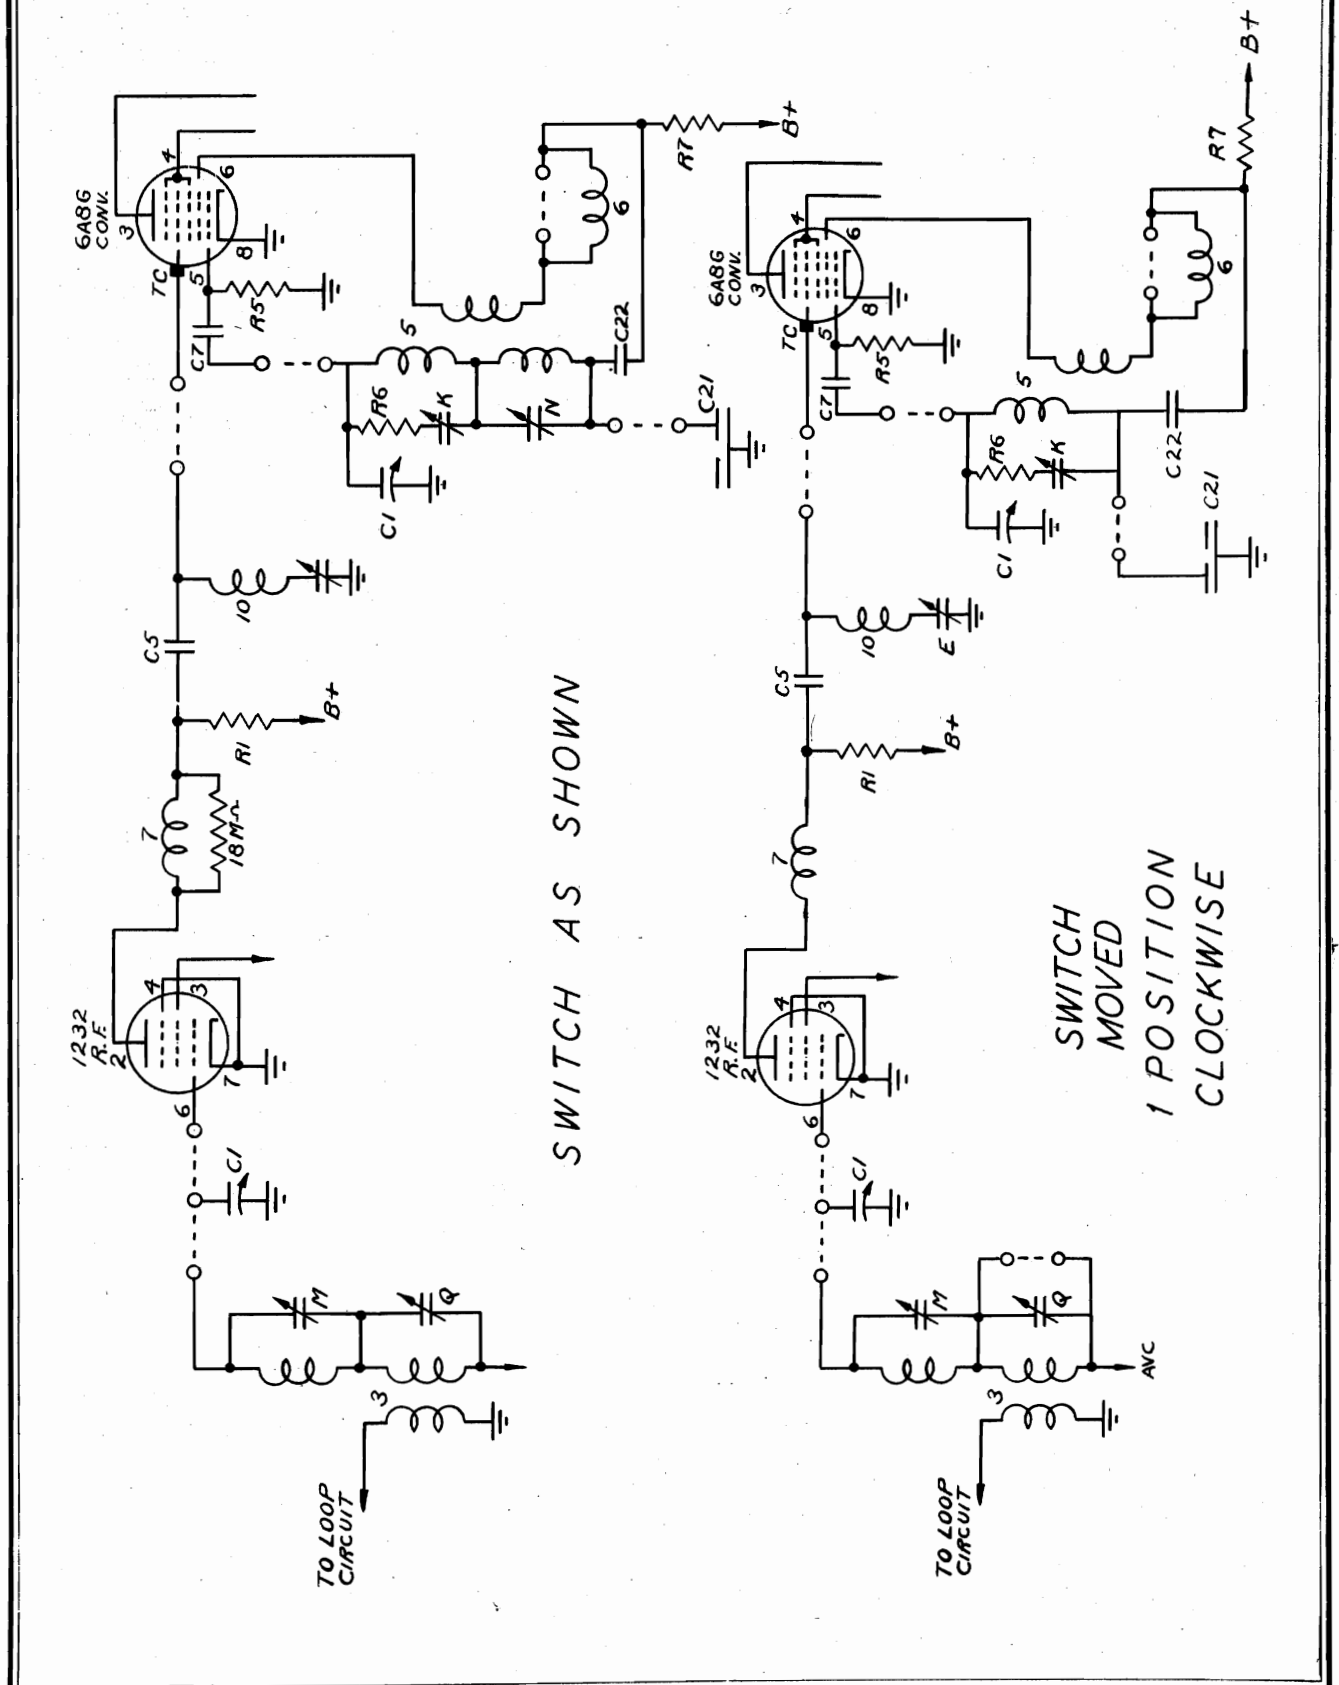 TO LOOP
CIRCUIT
3
M
Q
C1
6
1232
R.F.
2
4
3
7
7
18M-Ω
R1
B+
C5
10
6A8G
CONV.
3
TC
4
5
6
8
C7
R5
5
R6
K
N
C1
C22
C21
6
R7
B+
SWITCH AS SHOWN
TO LOOP
CIRCUIT
3
M
Q
AVC
C1
6
1232
R.F.
2
4
3
7
7
R1
B+
C5
10
E
6A8G
CONV.
3
TC
4
5
6
8
C7
R5
5
R6
K
C1
C22
C21
6
R7
B+
SWITCH
MOVED
1 POSITION
CLOCKWISE